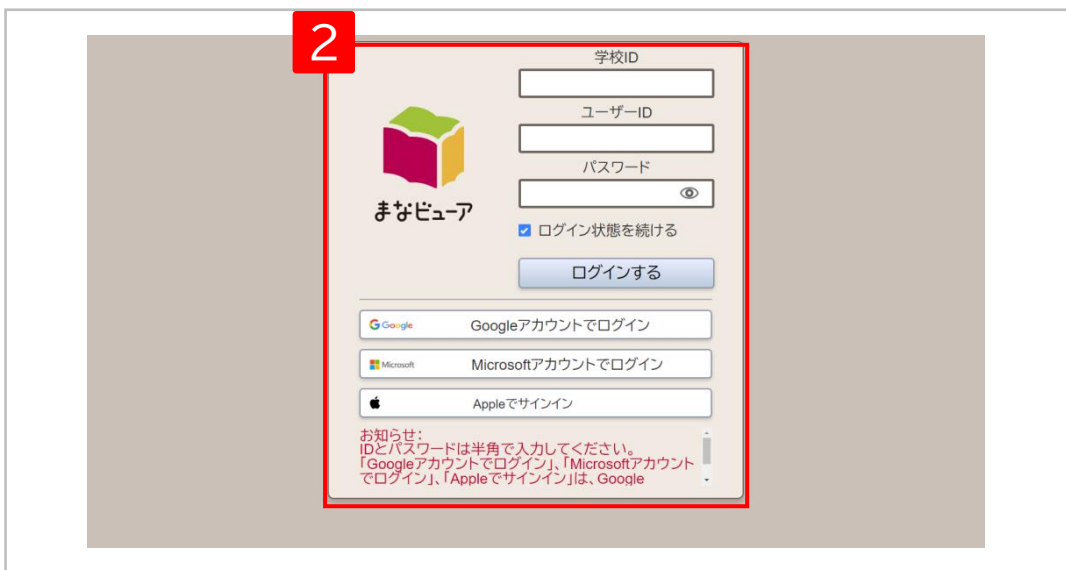 2
学校ID
ユーザーID
パスワード
まなビューア
ログイン状態を続ける
ログインする
Google Googleアカウントでログイン
Microsoft Microsoftアカウントでログイン
Appleでサインイン
お知らせ：
IDとパスワードは半角で入力してください。
「Googleアカウントでログイン」、「Microsoftアカウント
でログイン」、「Appleでサインイン」は、Google